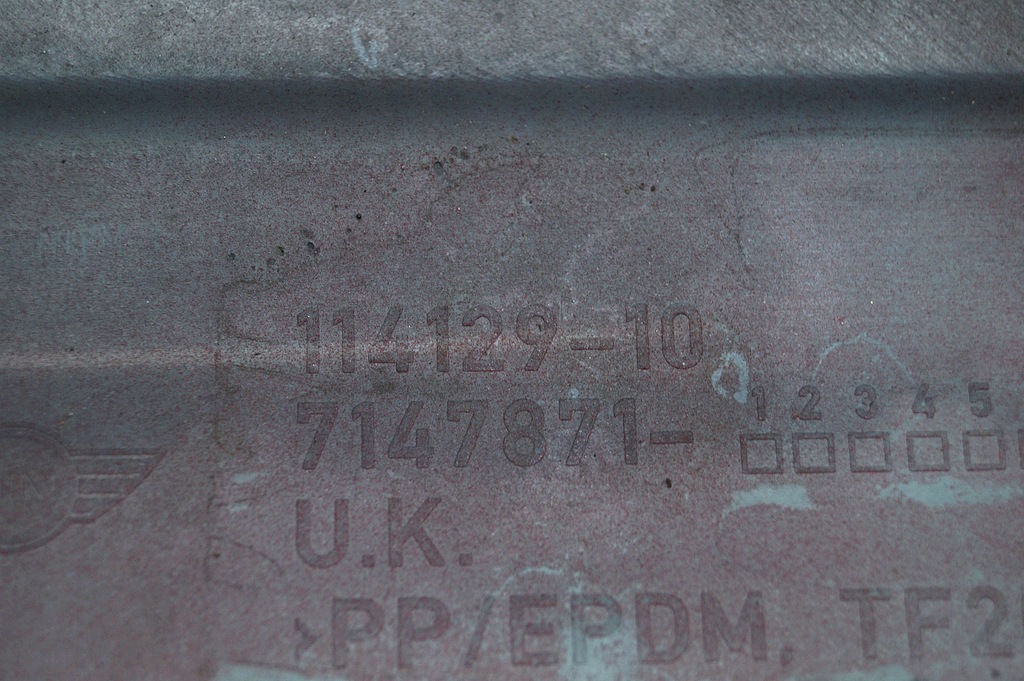 114129-10
7147871-
1 2 3 4 5
U.K.
>PP/EPDM, TF2